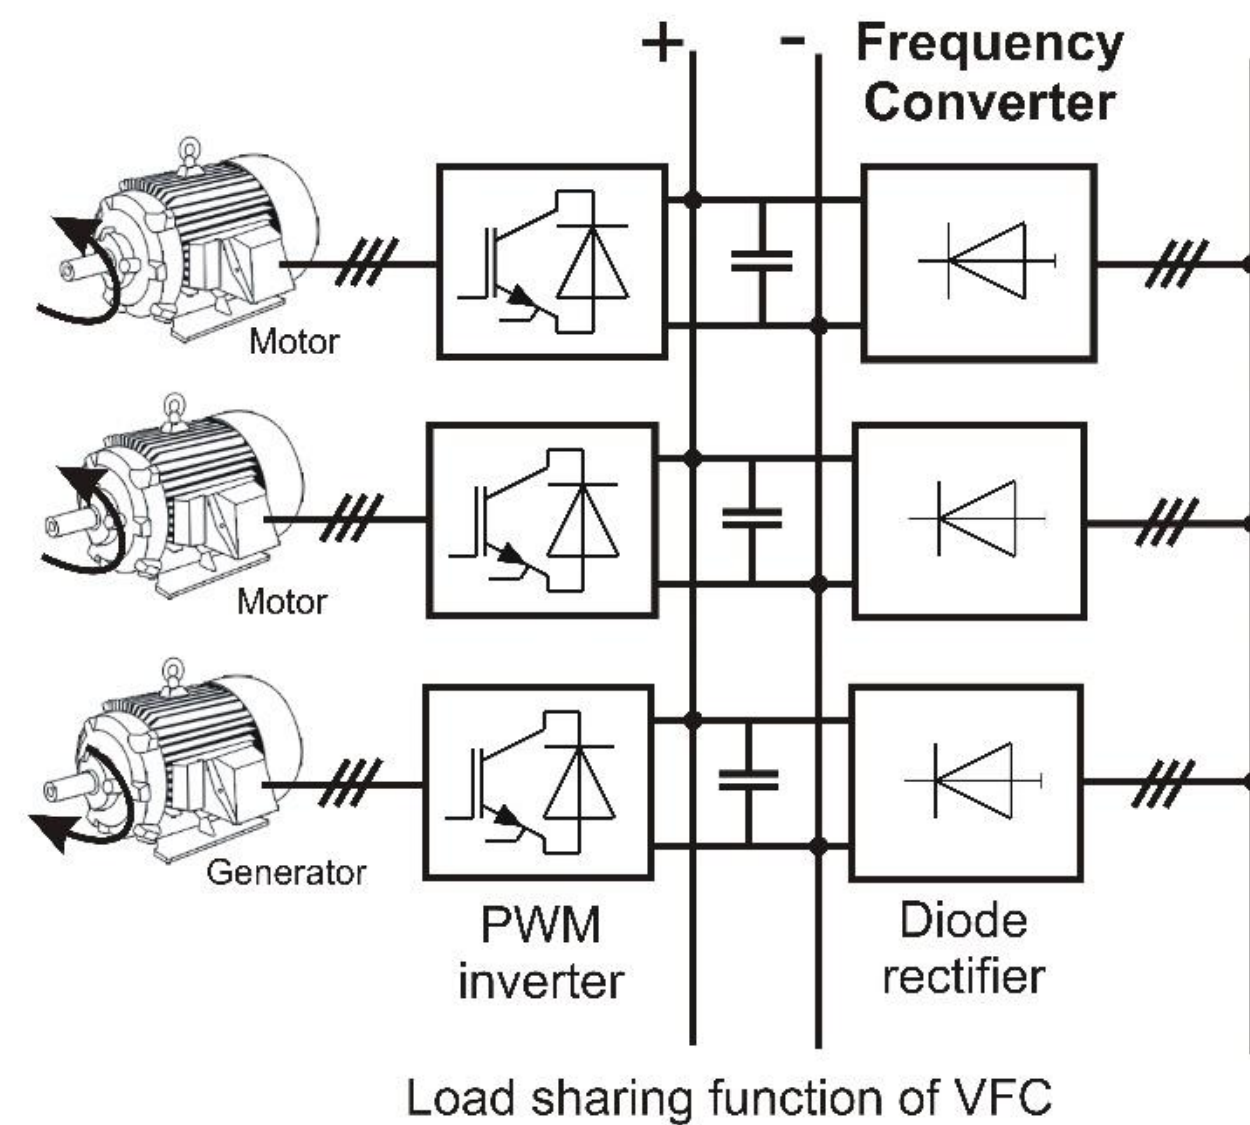 + -
Frequency
Converter
Motor
Motor
Generator
PWM
inverter
Diode
rectifier
Load sharing function of VFC